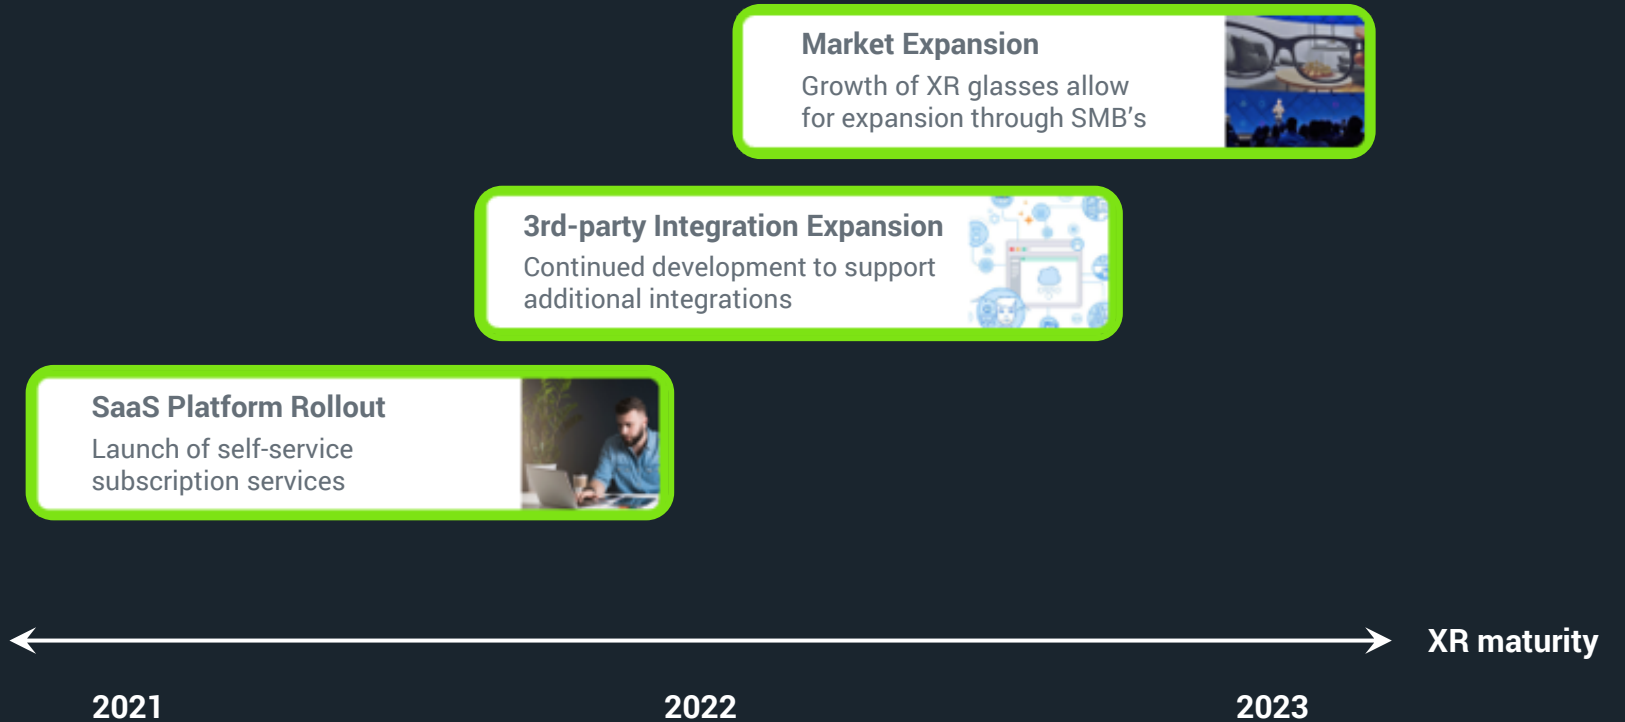 Market Expansion
Growth of XR glasses allow
for expansion through SMB’s
3rd-party Integration Expansion
Continued development to support
additional integrations
SaaS Platform Rollout
Launch of self-service
subscription services
XR maturity
2021
2022
2023